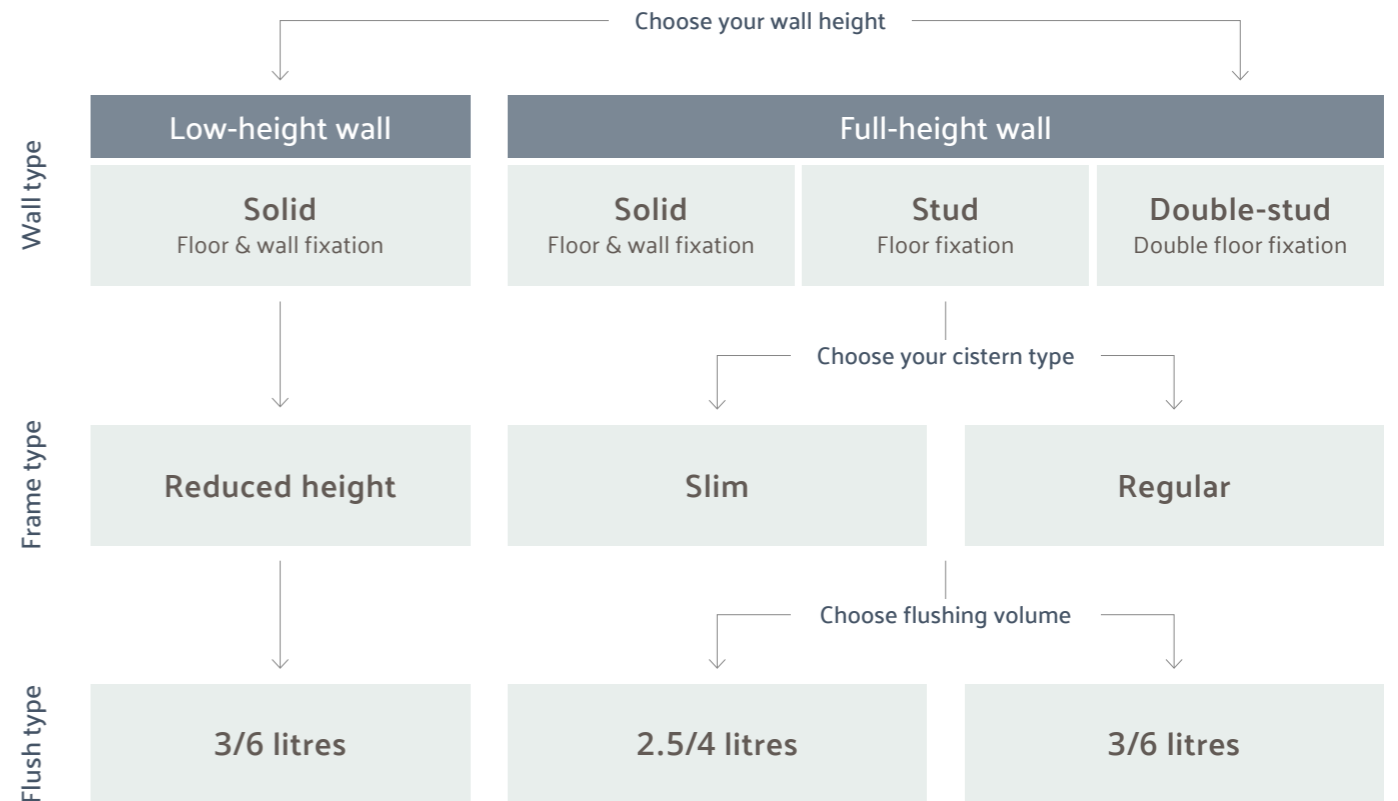 Choose your wall height
Low-height wall
Full-height wall
Wall type
Solid
Floor & wall fixation
Solid
Floor & wall fixation
Stud
Floor fixation
Double-stud
Double floor fixation
Choose your cistern type
Frame type
Reduced height
Slim
Regular
Choose flushing volume
Flush type
3/6 litres
2.5/4 litres
3/6 litres